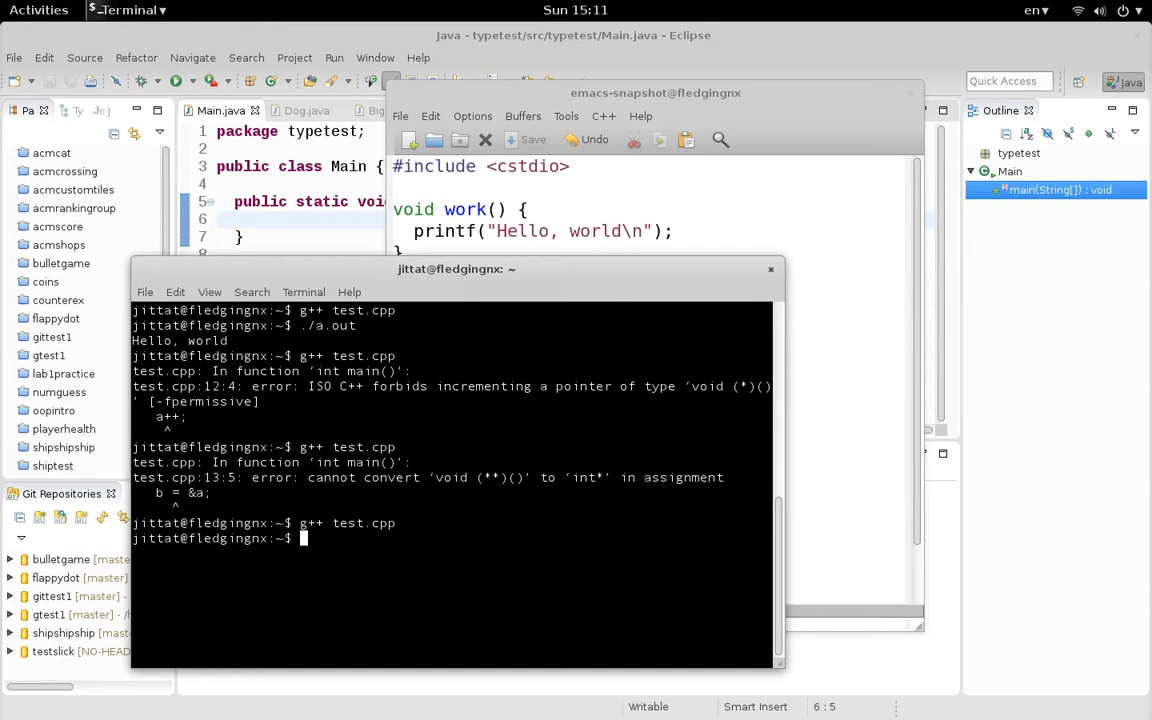 Activities
Terminal
Sun 15:11
en
Java - typetest/src/typetest/Main.java - Eclipse
File Edit Source Refactor Navigate Search Project Run Window Help
Quick Access
Java
Pa
Ty
Ju
Main.java
Dog.java
Big
Outline
acmcat
acmcrossing
acmcustomtiles
acmrankingroup
acmscore
acmshops
bulletgame
coins
counterex
flappydot
gittest1
gtest1
lab1practice
numguess
oopintro
playerhealth
shipshipship
shiptest
1 package typetest;
2
3 public class Main {
4
5 public static voi
6
7 }
8
typetest
Main
main(String[]) : void
emacs-snapshot@fledgingnx
File Edit Options Buffers Tools C++ Help
Save
Undo
#include <cstdio>
void work() {
printf("Hello, world\n");
}
jittat@fledgingnx: ~
File Edit View Search Terminal Help
jittat@fledgingnx:~$ g++ test.cpp
jittat@fledgingnx:~$ ./a.out
Hello, world
jittat@fledgingnx:~$ g++ test.cpp
test.cpp: In function ‘int main()’:
test.cpp:12:4: error: ISO C++ forbids incrementing a pointer of type ‘void (*)()
’ [-fpermissive]
a++;
^
jittat@fledgingnx:~$ g++ test.cpp
test.cpp: In function ‘int main()’:
test.cpp:13:5: error: cannot convert ‘void (**)()’ to ‘int*’ in assignment
b = &a;
^
jittat@fledgingnx:~$ g++ test.cpp
jittat@fledgingnx:~$
Git Repositories
bulletgame [maste
flappydot [master]
gittest1 [master]
gtest1 [master] - /h
shipshipship [mast
testslick [NO-HEAD
Writable
Smart Insert
6 : 5